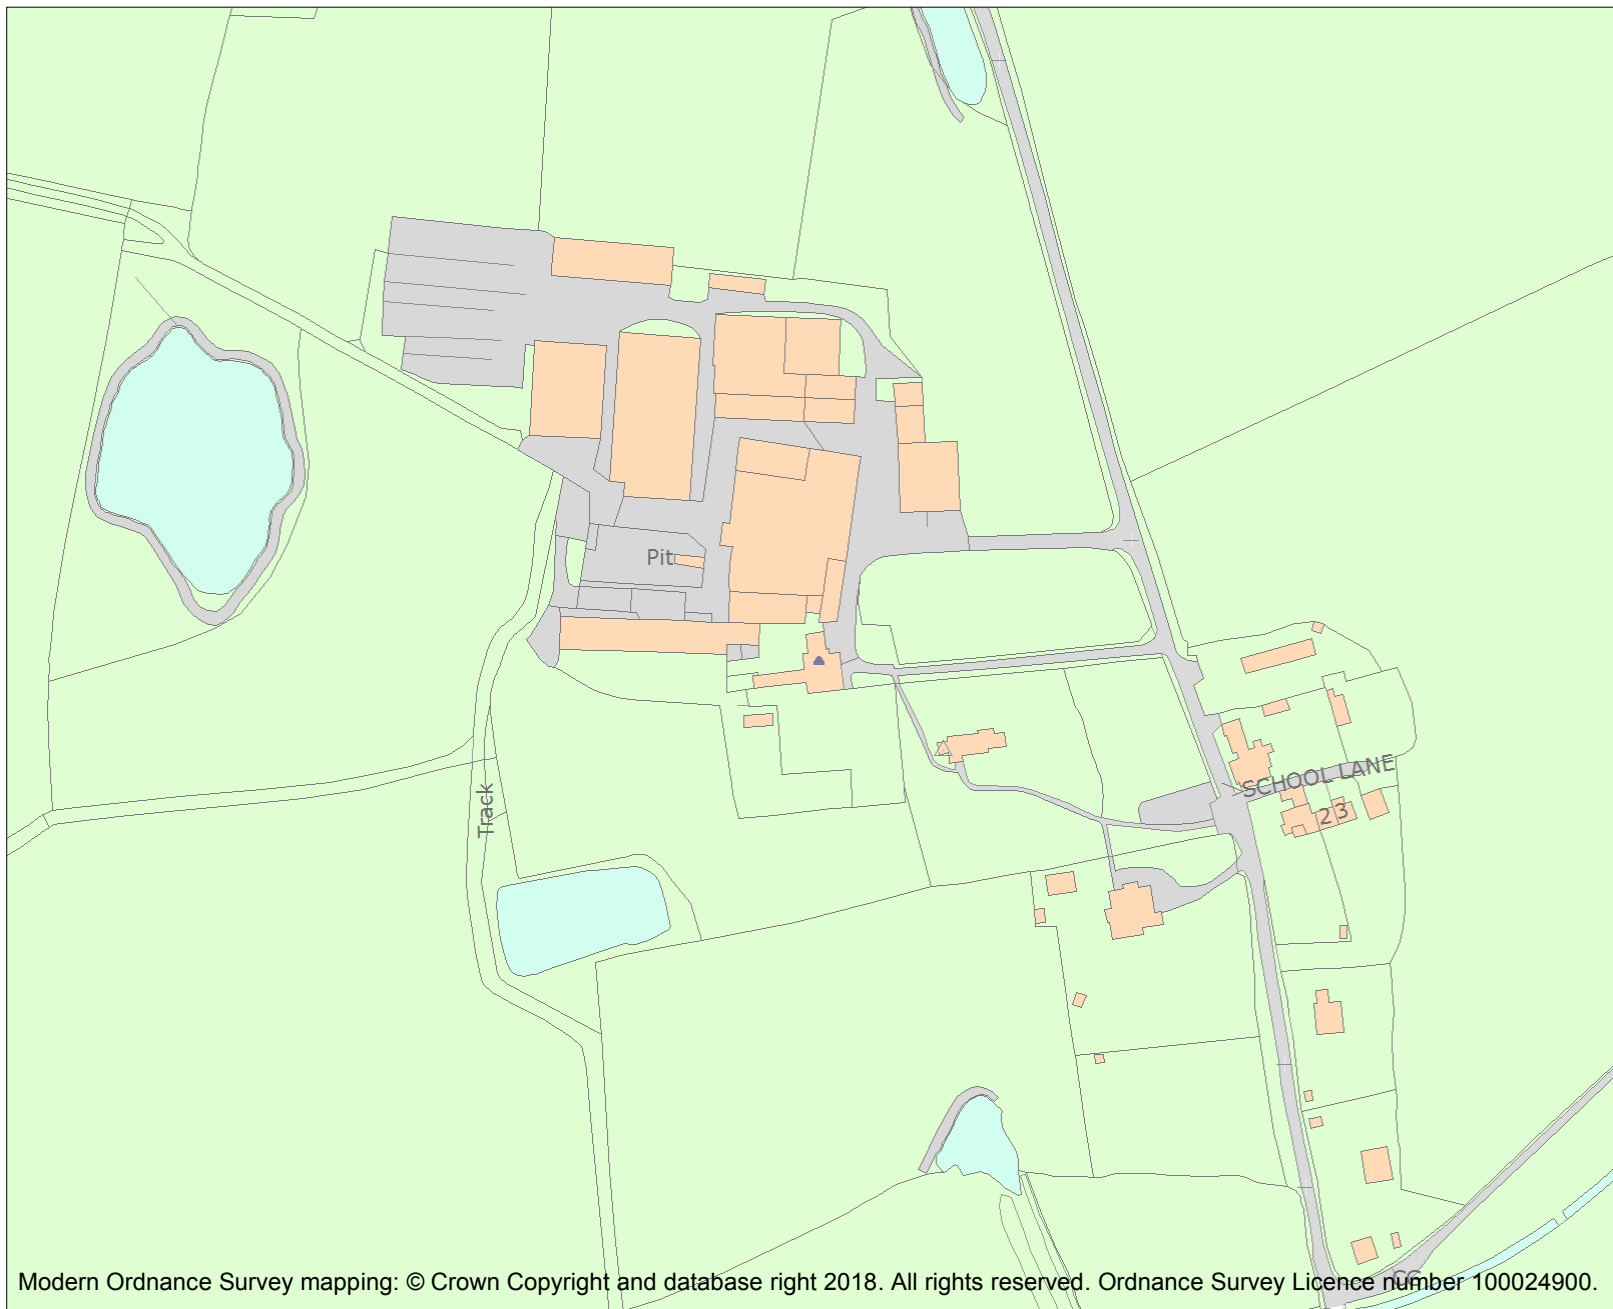 Pit
SCHOOL LANE
2 3
Track
CG
Modern Ordnance Survey mapping: © Crown Copyright and database right 2018. All rights reserved. Ordnance Survey Licence number 100024900.